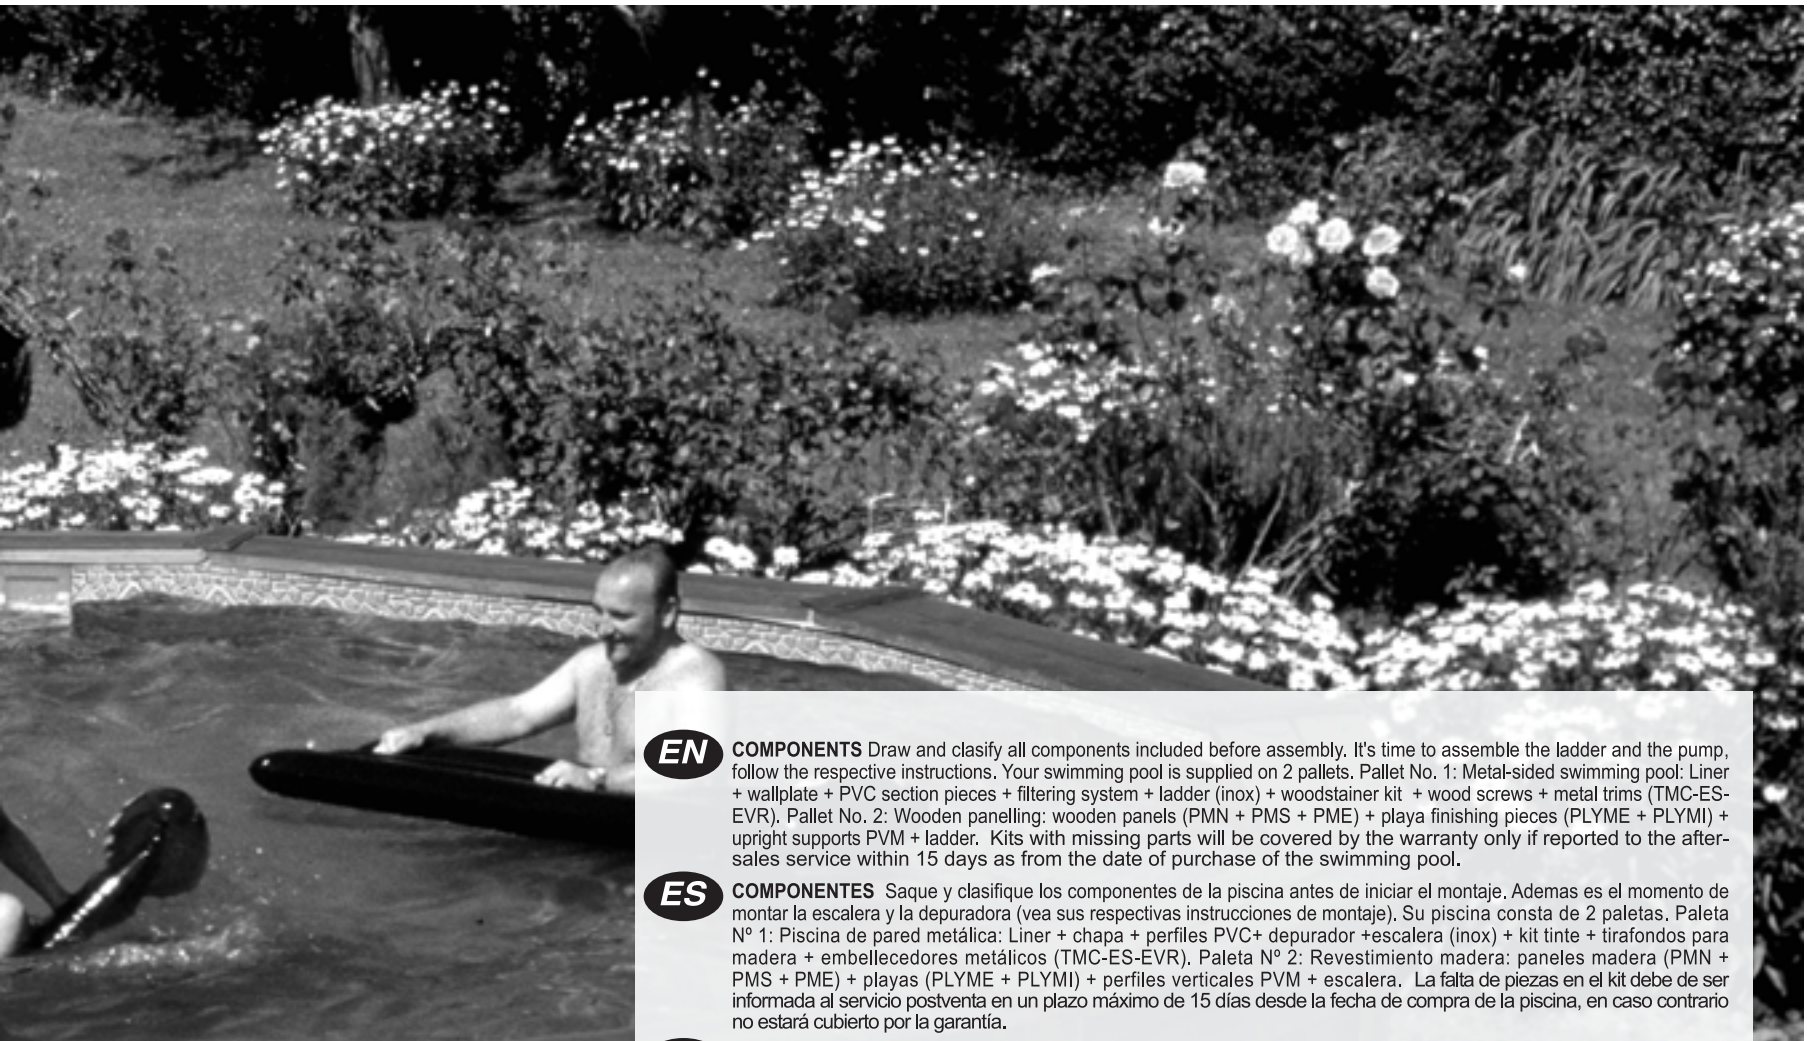 EN COMPONENTS Draw and clasify all components included before assembly. It's time to assemble the ladder and the pump,
follow the respective instructions. Your swimming pool is supplied on 2 pallets. Pallet No. 1: Metal-sided swimming pool: Liner
+ wallplate + PVC section pieces + filtering system + ladder (inox) + woodstainer kit + wood screws + metal trims (TMC-ES-
EVR). Pallet No. 2: Wooden panelling: wooden panels (PMN + PMS + PME) + playa finishing pieces (PLYME + PLYMI) +
upright supports PVM + ladder. Kits with missing parts will be covered by the warranty only if reported to the after-
sales service within 15 days as from the date of purchase of the swimming pool.
ES COMPONENTES Saque y clasifique los componentes de la piscina antes de iniciar el montaje. Ademas es el momento de
montar la escalera y la depuradora (vea sus respectivas instrucciones de montaje). Su piscina consta de 2 paletas. Paleta
Nº 1: Piscina de pared metálica: Liner + chapa + perfiles PVC+ depurador +escalera (inox) + kit tinte + tirafondos para
madera + embellecedores metálicos (TMC-ES-EVR). Paleta Nº 2: Revestimiento madera: paneles madera (PMN +
PMS + PME) + playas (PLYME + PLYMI) + perfiles verticales PVM + escalera. La falta de piezas en el kit debe de ser
informada al servicio postventa en un plazo máximo de 15 días desde la fecha de compra de la piscina, en caso contrario
no estará cubierto por la garantía.